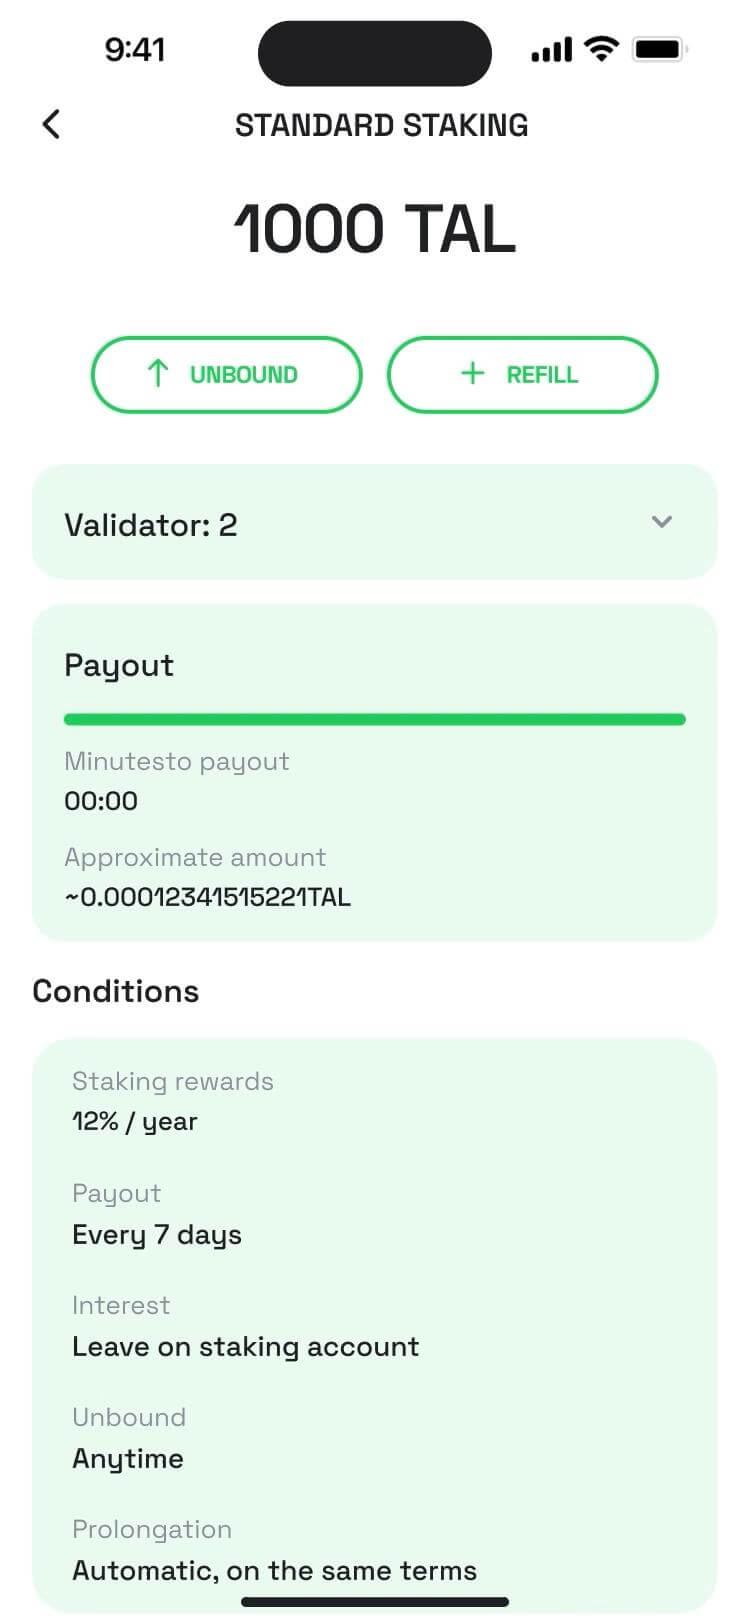 9:41
STANDARD STAKING
1000 TAL
UNBOUND
REFILL
Validator: 2
Payout
Minutesto payout
00:00
Approximate amount
~0.00012341515221TAL
Conditions
Staking rewards
12% / year
Payout
Every 7 days
Interest
Leave on staking account
Unbound
Anytime
Prolongation
Automatic, on the same terms